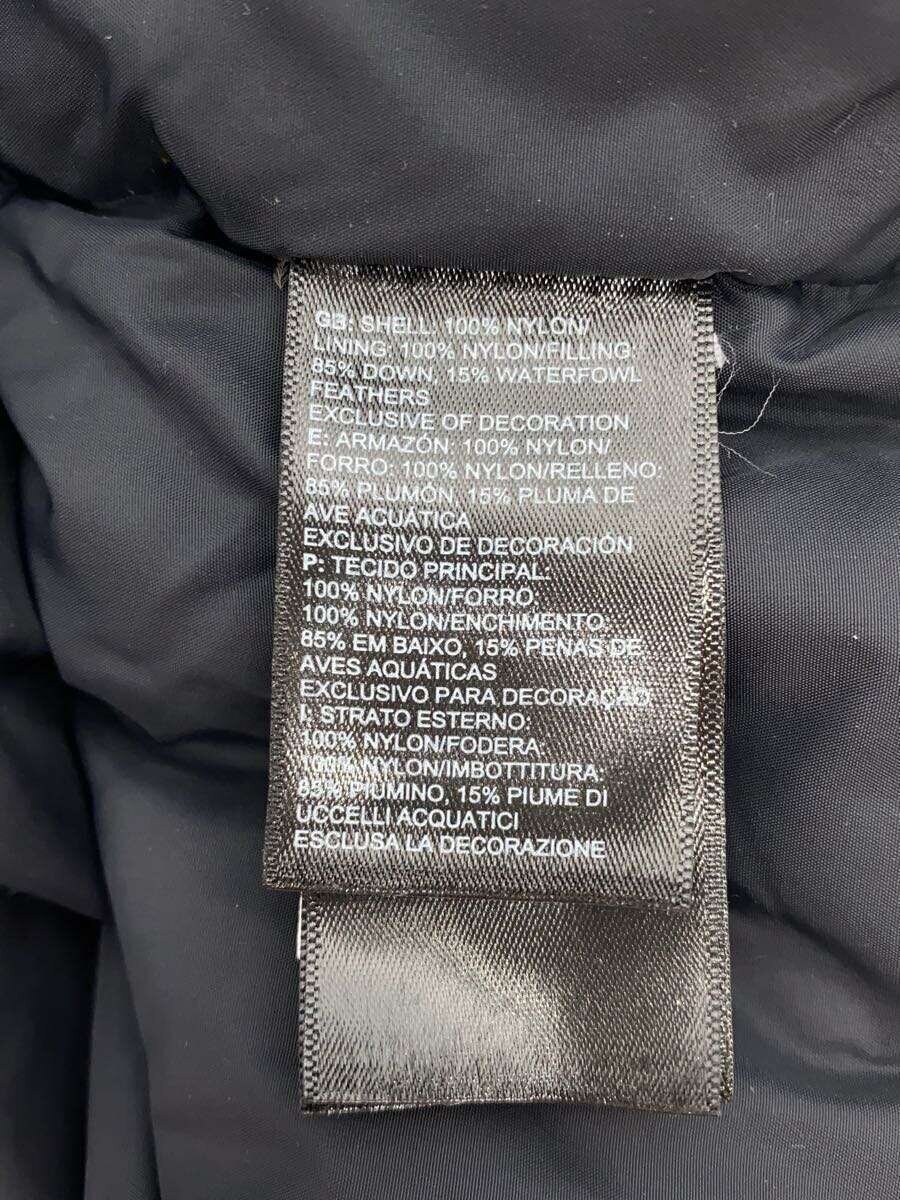 GB: SHELL: 100% NYLON/
LINING: 100% NYLON/FILLING:
85% DOWN, 15% WATERFOWL
FEATHERS
EXCLUSIVE OF DECORATION
E: ARMAZÓN: 100% NYLON/
FORRO: 100% NYLON/RELLENO:
85% PLUMÓN, 15% PLUMA DE
AVE ACUÁTICA
EXCLUSIVO DE DECORACIÓN
P: TECIDO PRINCIPAL:
100% NYLON/FORRO:
100% NYLON/ENCHIMENTO:
85% EM BAIXO, 15% PENAS DE
AVES AQUÁTICAS
EXCLUSIVO PARA DECORAÇÃO
I: STRATO ESTERNO:
100% NYLON/FODERA:
100% NYLON/IMBOTTITURA:
85% PIUMINO, 15% PIUME DI
UCCELLI ACQUATICI
ESCLUSA LA DECORAZIONE